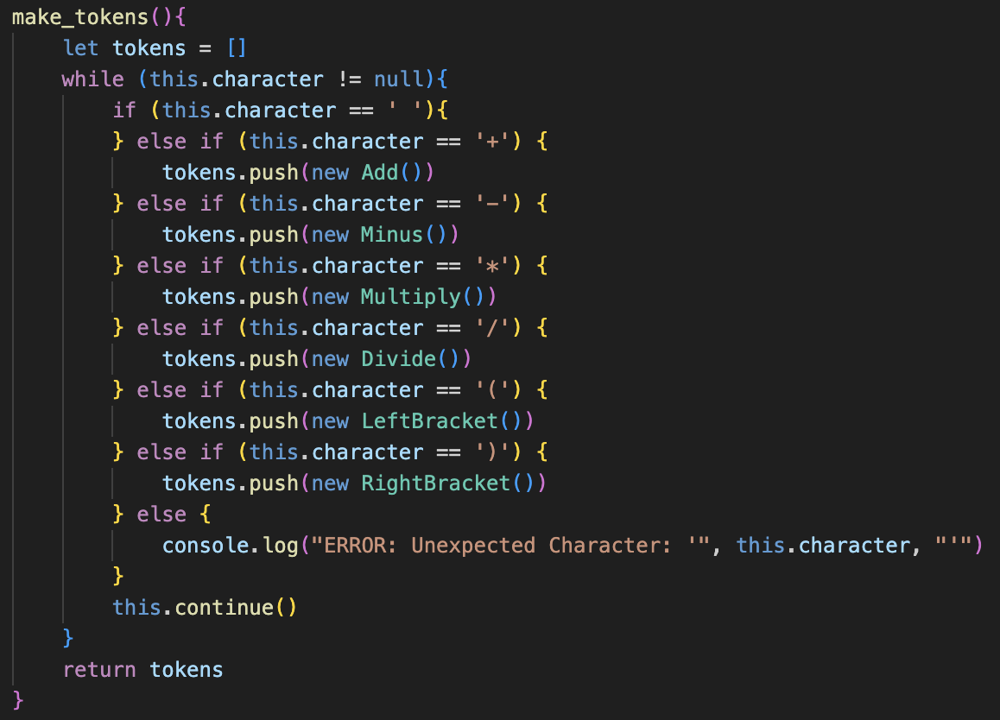 make_tokens(){
    let tokens = []
    while (this.character != null){
        if (this.character == ' '){
        } else if (this.character == '+') {
            tokens.push(new Add())
        } else if (this.character == '-') {
            tokens.push(new Minus())
        } else if (this.character == '*') {
            tokens.push(new Multiply())
        } else if (this.character == '/') {
            tokens.push(new Divide())
        } else if (this.character == '(') {
            tokens.push(new LeftBracket())
        } else if (this.character == ')') {
            tokens.push(new RightBracket())
        } else {
            console.log("ERROR: Unexpected Character: '", this.character, "'")
        }
        this.continue()
    }
    return tokens
}